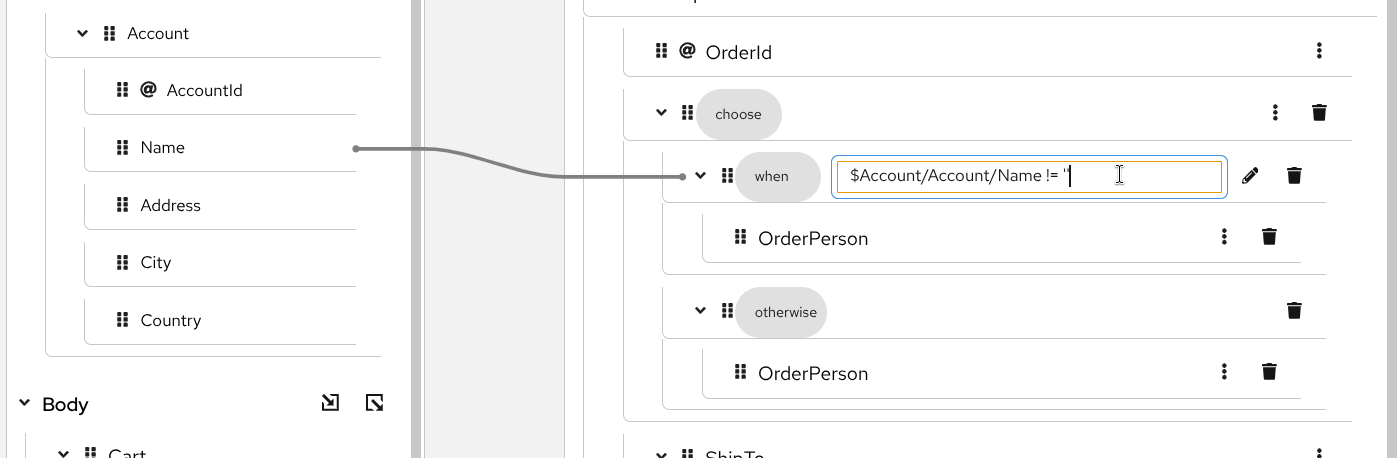 Account
@ AccountId
Name
Address
City
Country
Body
Cart
@ OrderId
choose
when $Account/Account/Name != ''
OrderPerson
otherwise
OrderPerson
ShipTo